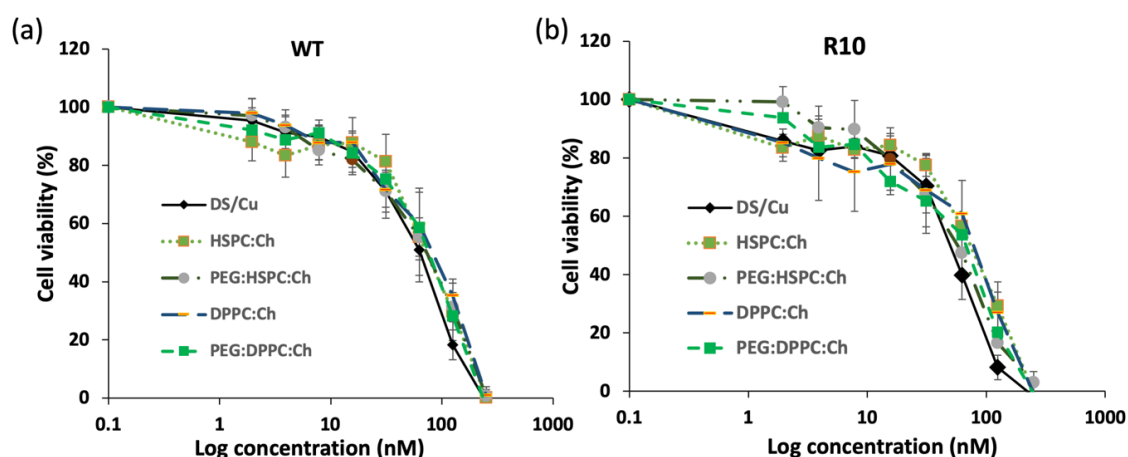 (a)
WT
120
100
80
60
40
20
0
Cell viability (%)
DS/Cu
HSPC:Ch
PEG:HSPC:Ch
DPPC:Ch
PEG:DPPC:Ch
0.1
1
10
100
1000
Log concentration (nM)
(b)
R10
120
100
80
60
40
20
0
Cell viability (%)
DS/Cu
HSPC:Ch
PEG:HSPC:Ch
DPPC:Ch
PEG:DPPC:Ch
0.1
1
10
100
1000
Log concentration (nM)